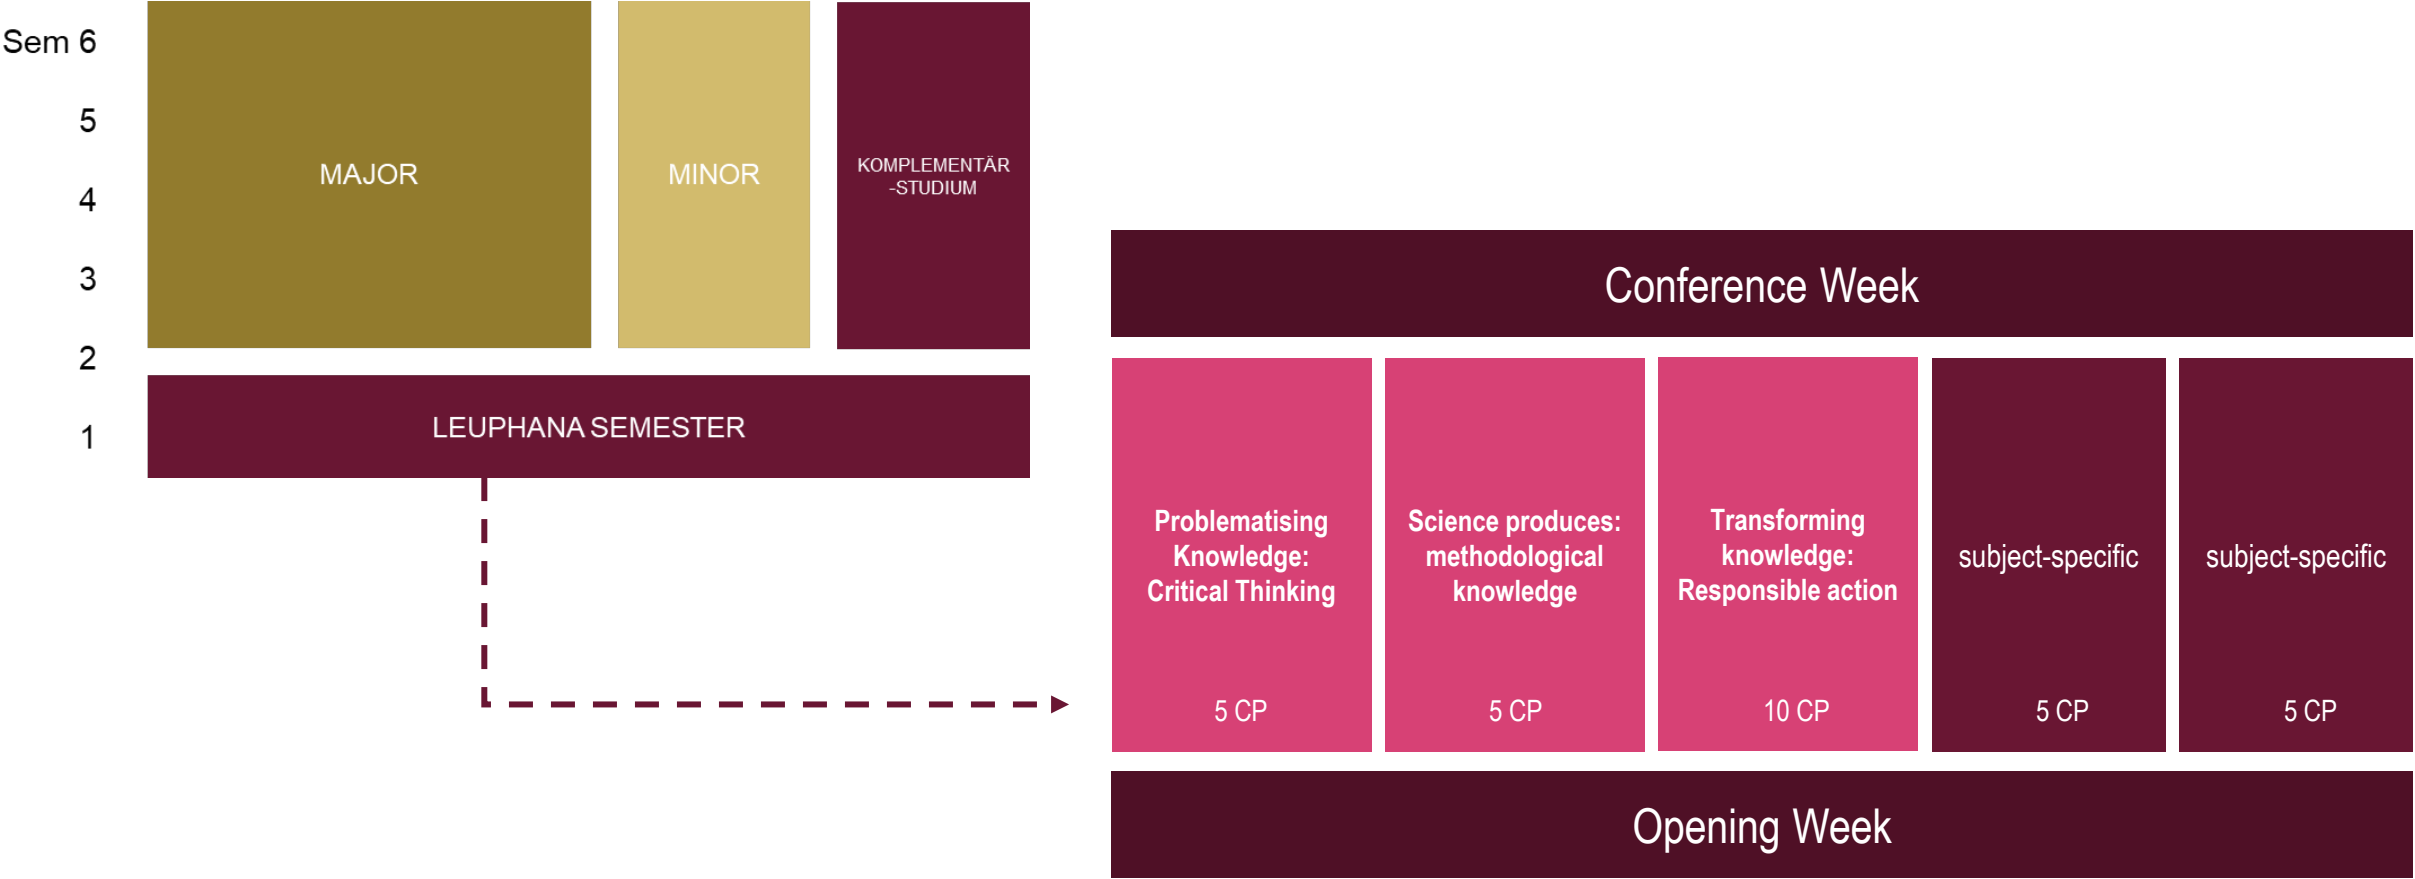 Sem 6
5
4
3
2
1
MAJOR
MINOR
KOMPLEMENTÄR
-STUDIUM
LEUPHANA SEMESTER
Conference Week
Problematising
Knowledge:
Critical Thinking
5 CP
Science produces:
methodological
knowledge
5 CP
Transforming
knowledge:
Responsible action
10 CP
subject-specific
5 CP
subject-specific
5 CP
Opening Week